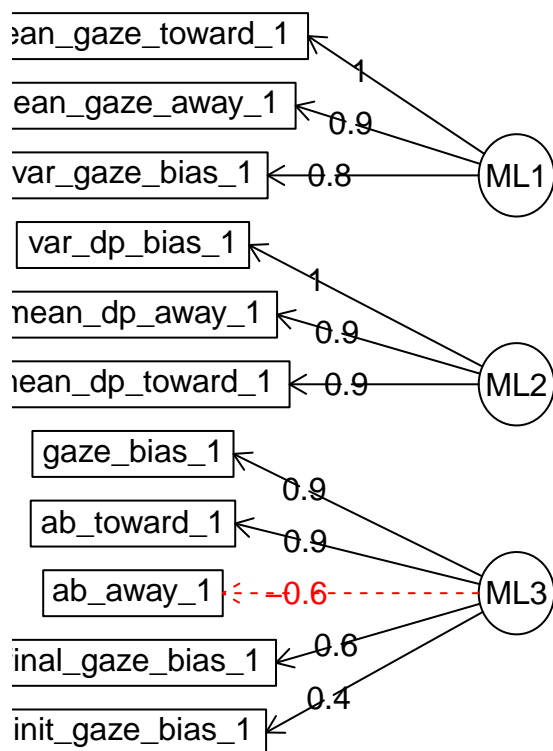 ean_gaze_toward_1
1
ean_gaze_away_1
0.9
var_gaze_bias_1
0.8
ML1
var_dp_bias_1
1
mean_dp_away_1
0.9
nean_dp_toward_1
0.9
ML2
gaze_bias_1
0.9
ab_toward_1
0.9
ab_away_1
−0.6
ML3
final_gaze_bias_1
0.6
init_gaze_bias_1
0.4